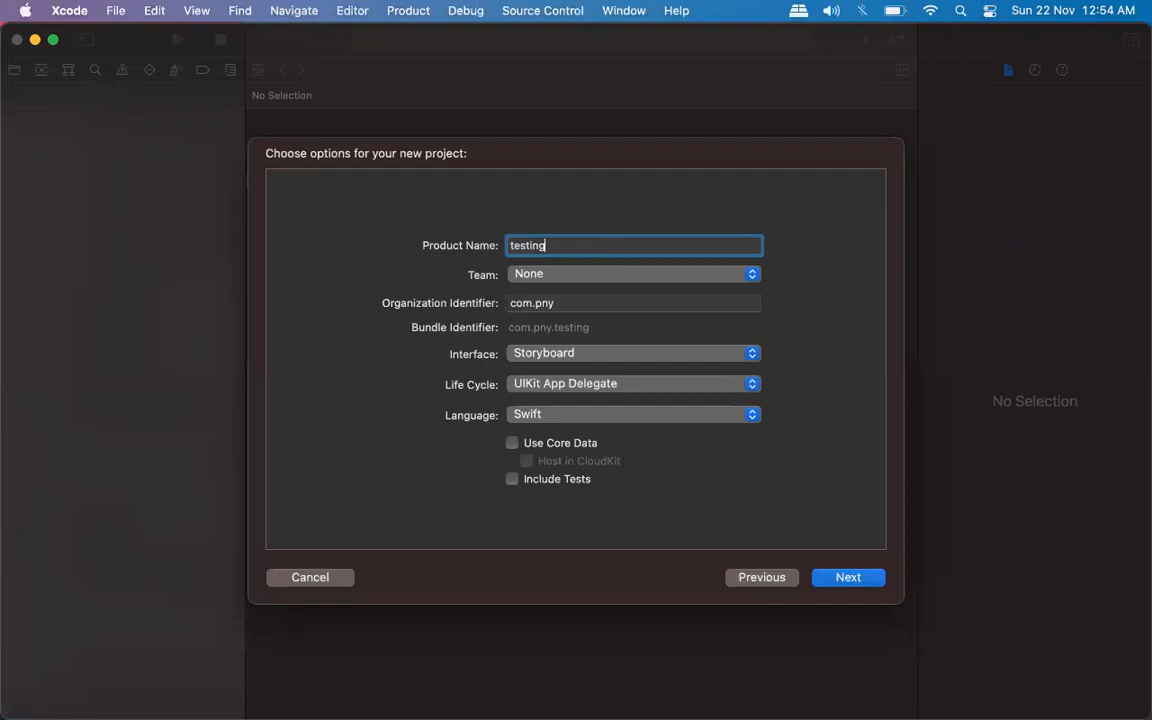 Xcode File Edit View Find Navigate Editor Product Debug Source Control Window Help Sun 22 Nov 12:54 AM
No Selection
Choose options for your new project:
Product Name: testing
Team: None
Organization Identifier: com.pny
Bundle Identifier: com.pny.testing
Interface: Storyboard
Life Cycle: UIKit App Delegate
No Selection
Language: Swift
Use Core Data
Host in CloudKit
Include Tests
Cancel Previous Next